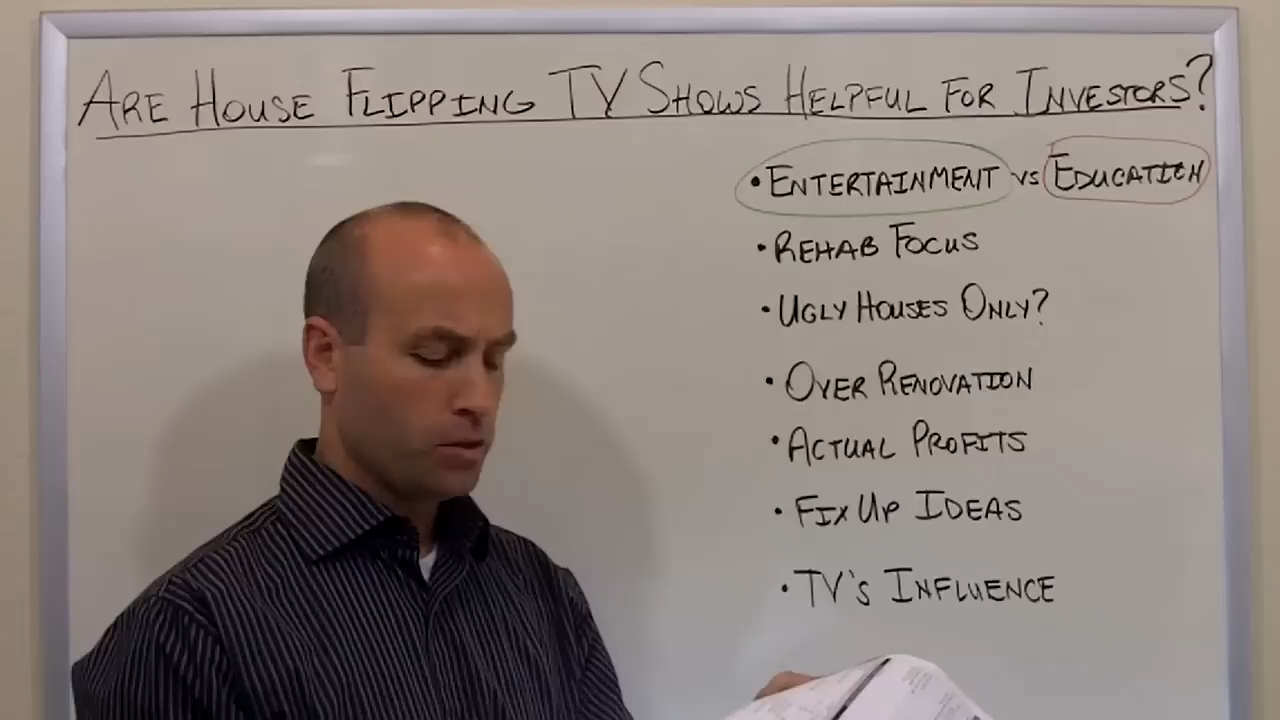 ARE HOUSE FLIPPING TV SHOWS HELPFUL FOR INVESTORS?
• ENTERTAINMENT VS EDUCATION
• REHAB FOCUS
• UGLY HOUSES ONLY?
• OVER RENOVATION
• ACTUAL PROFITS
• FIX UP IDEAS
• TV'S INFLUENCE